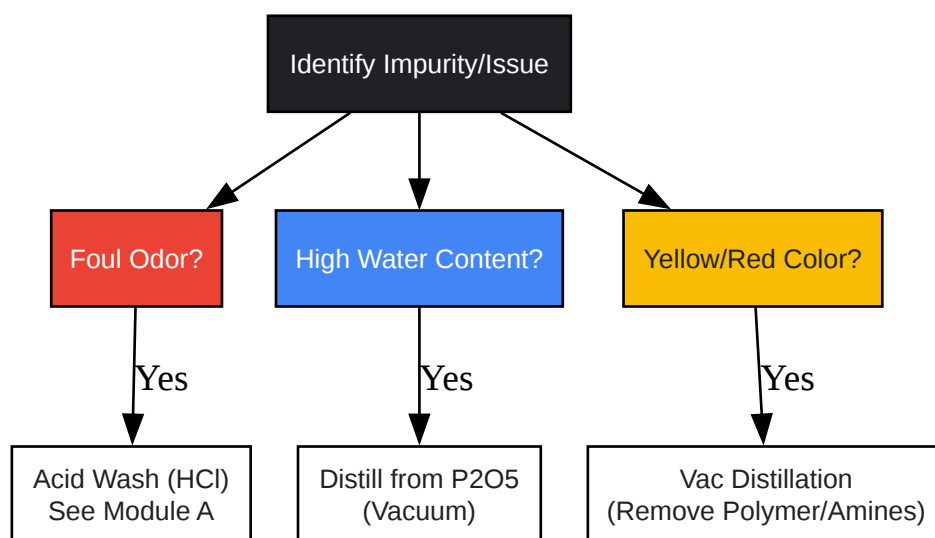 Identify Impurity/Issue
Foul Odor?
High Water Content?
Yellow/Red Color?
Yes
Yes
Yes
Acid Wash (HCl)
See Module A
Distill from P2O5
(Vacuum)
Vac Distillation
(Remove Polymer/Amines)